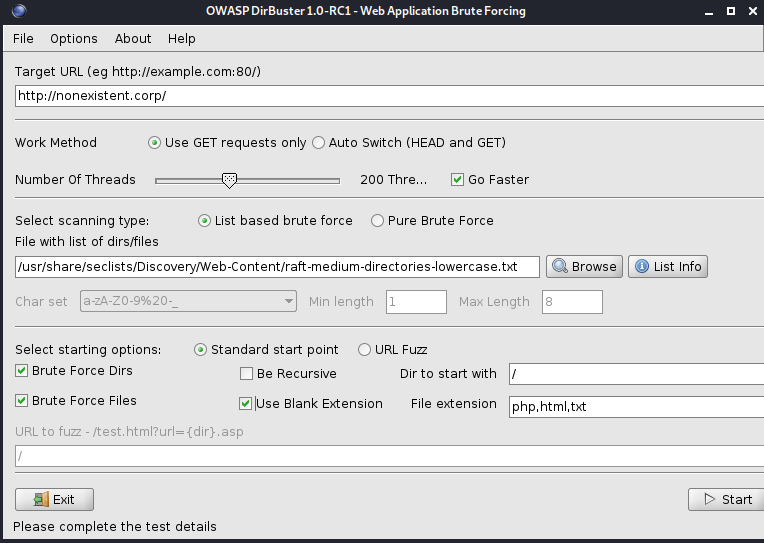 OWASP DirBuster 1.0-RC1 - Web Application Brute Forcing
File Options About Help
Target URL (eg http://example.com:80/)
http://nonexistent.corp/
Work Method Use GET requests only Auto Switch (HEAD and GET)
Number Of Threads 200 Thre... Go Faster
Select scanning type: List based brute force Pure Brute Force
File with list of dirs/files
/usr/share/seclists/Discovery/Web-Content/raft-medium-directories-lowercase.txt Browse List Info
Char set a-zA-Z0-9%20-_ Min length 1 Max Length 8
Select starting options: Standard start point URL Fuzz
Brute Force Dirs Be Recursive Dir to start with /
Brute Force Files Use Blank Extension File extension php,html,txt
URL to fuzz - /test.html?url={dir}.asp
/
Exit Start
Please complete the test details